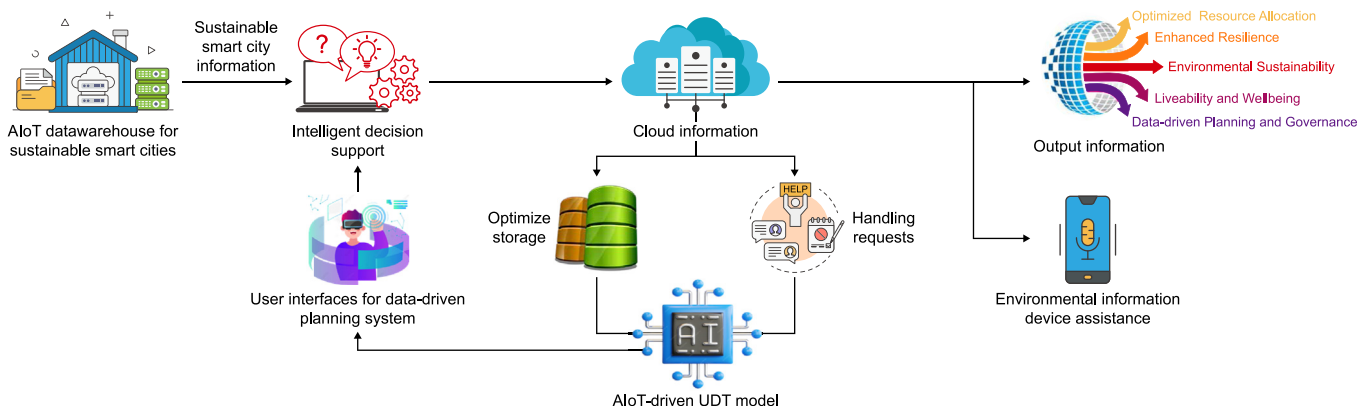 Sustainable
smart city
information
AIoT datawarehouse for
sustainable smart cities
?
Intelligent decision
support
Cloud information
Optimized Resource Allocation
Enhanced Resilience
Environmental Sustainability
Liveability and Wellbeing
Data-driven Planning and Governance
Output information
Optimize
storage
HELP
Handling
requests
User interfaces for data-driven
planning system
Environmental information
device assistance
AI
AIoT-driven UDT model